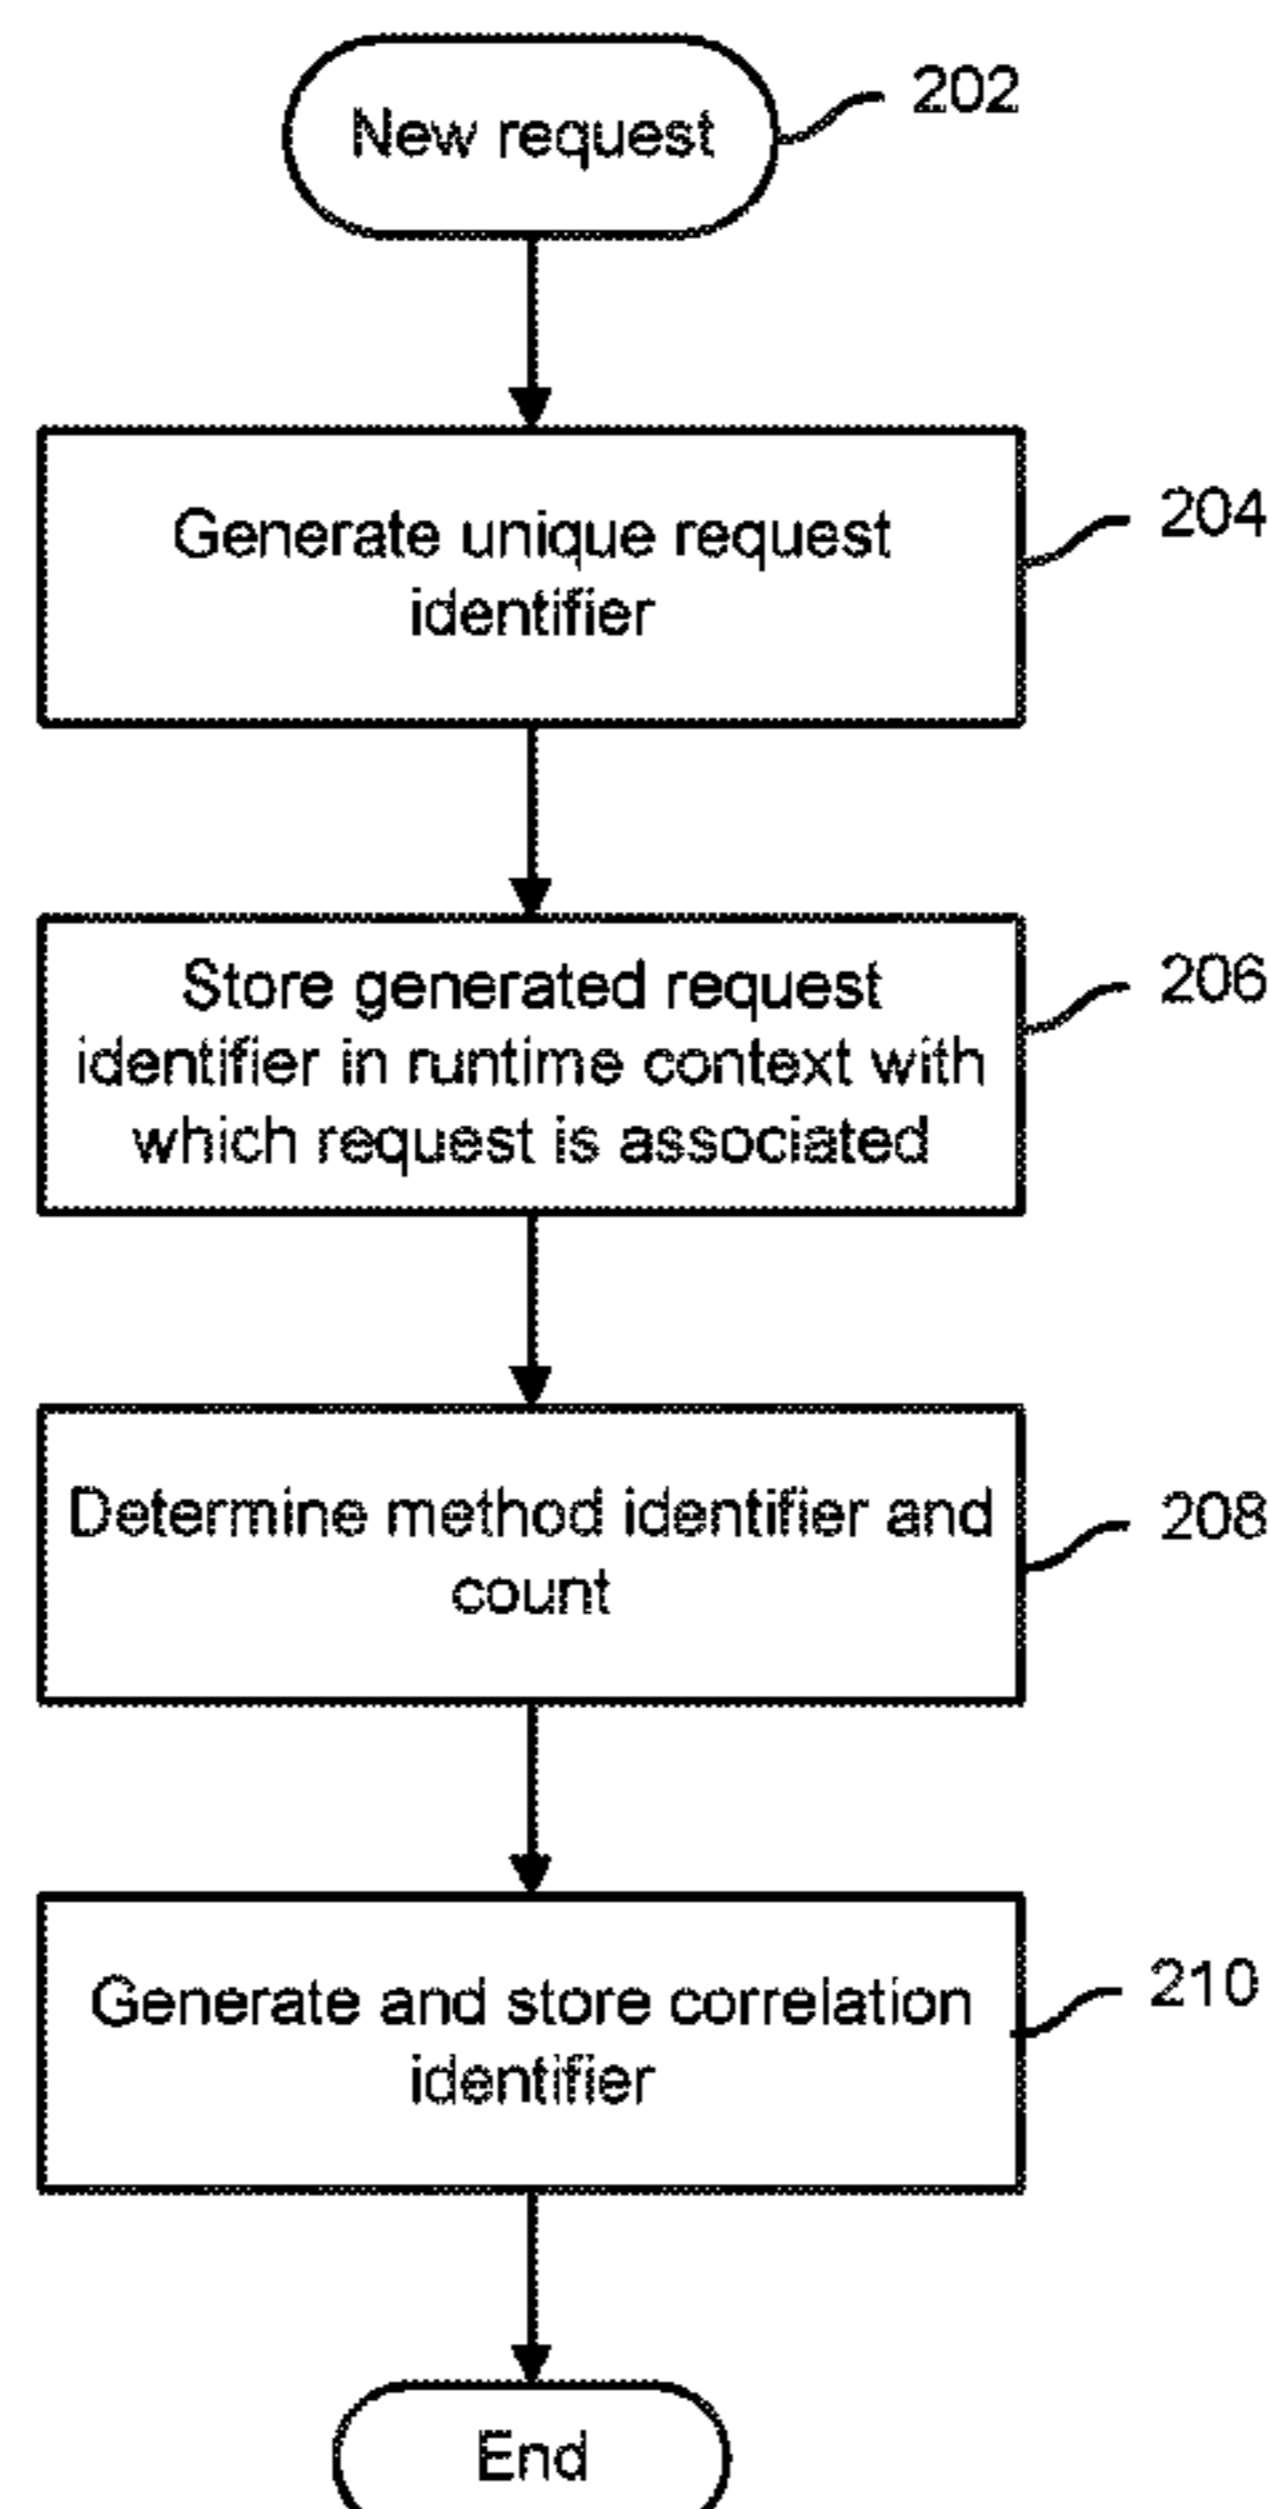 New request
202
Generate unique request
identifier
204
Store generated request
identifier in runtime context with
which request is associated
206
Determine method identifier and
count
208
Generate and store correlation
identifier
210
End